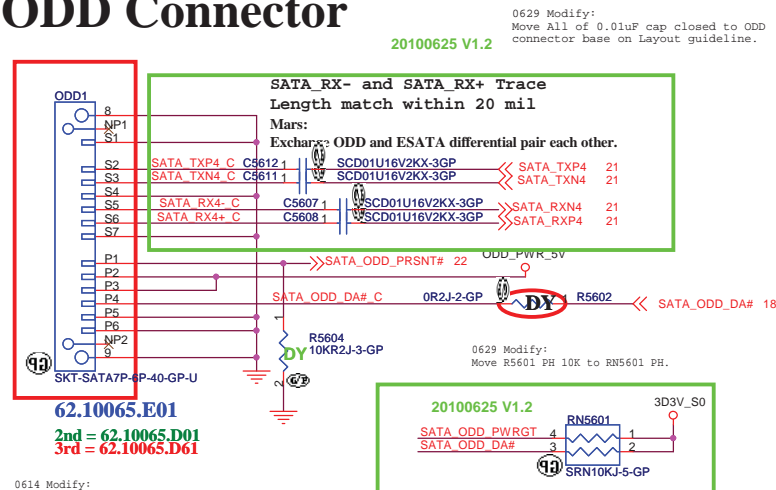 ODD Connector
0629 Modify:
Move All of 0.01uF cap closed to ODD
connector base on Layout guideline.
20100625 V1.2
SATA_RX- and SATA_RX+ Trace
Length match within 20 mil
Mars:
Exchange ODD and ESATA differential pair each other.
ODD1
8
NP1
S1
S2 SATA_TXP4_C C5612 1 SCD01U16V2KX-3GP SATA_TXP4 21
S3 SATA_TXN4_C C5611 1 SCD01U16V2KX-3GP SATA_TXN4 21
S4
S5 SATA_RX4-_C C5607 1 SCD01U16V2KX-3GP SATA_RXN4 21
S6 SATA_RX4+_C C5608 1 SCD01U16V2KX-3GP SATA_RXP4 21
S7
P1 SATA_ODD_PRSNT# 22 ODD_PWR_5V
P2
P3
P4 SATA_ODD_DA#_C 0R2J-2-GP DY 1 R5602 SATA_ODD_DA# 18
P5
P6
NP2
9
1
R5604
DY 10KR2J-3-GP
2
SKT-SATA7P-6P-40-GP-U
62.10065.E01
2nd = 62.10065.D01
3rd = 62.10065.D61
0629 Modify:
Move R5601 PH 10K to RN5601 PH.
20100625 V1.2
3D3V_S0
RN5601
SATA_ODD_PWRGT 4 1
SATA_ODD_DA# 3 2
SRN10KJ-5-GP
0614 Modify: